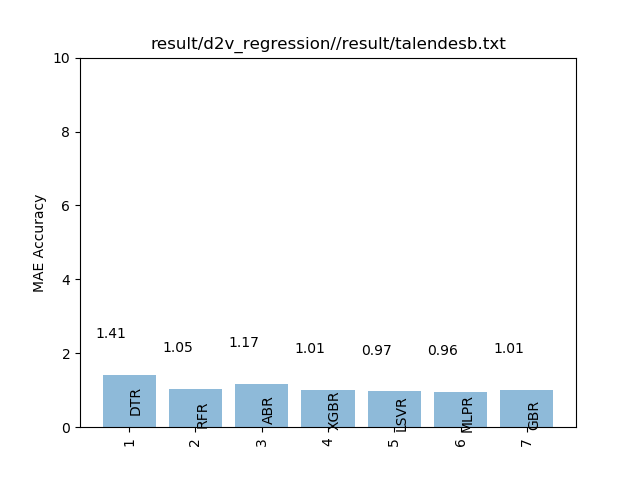 result/d2v_regression//result/talendesb.txt
MAE Accuracy
10
8
6
4
2
0
1.41
1.05
1.17
1.01
0.97
0.96
1.01
DTR
RFR
ABR
XGBR
LSVR
MLPR
GBR
1
2
3
4
5
6
7